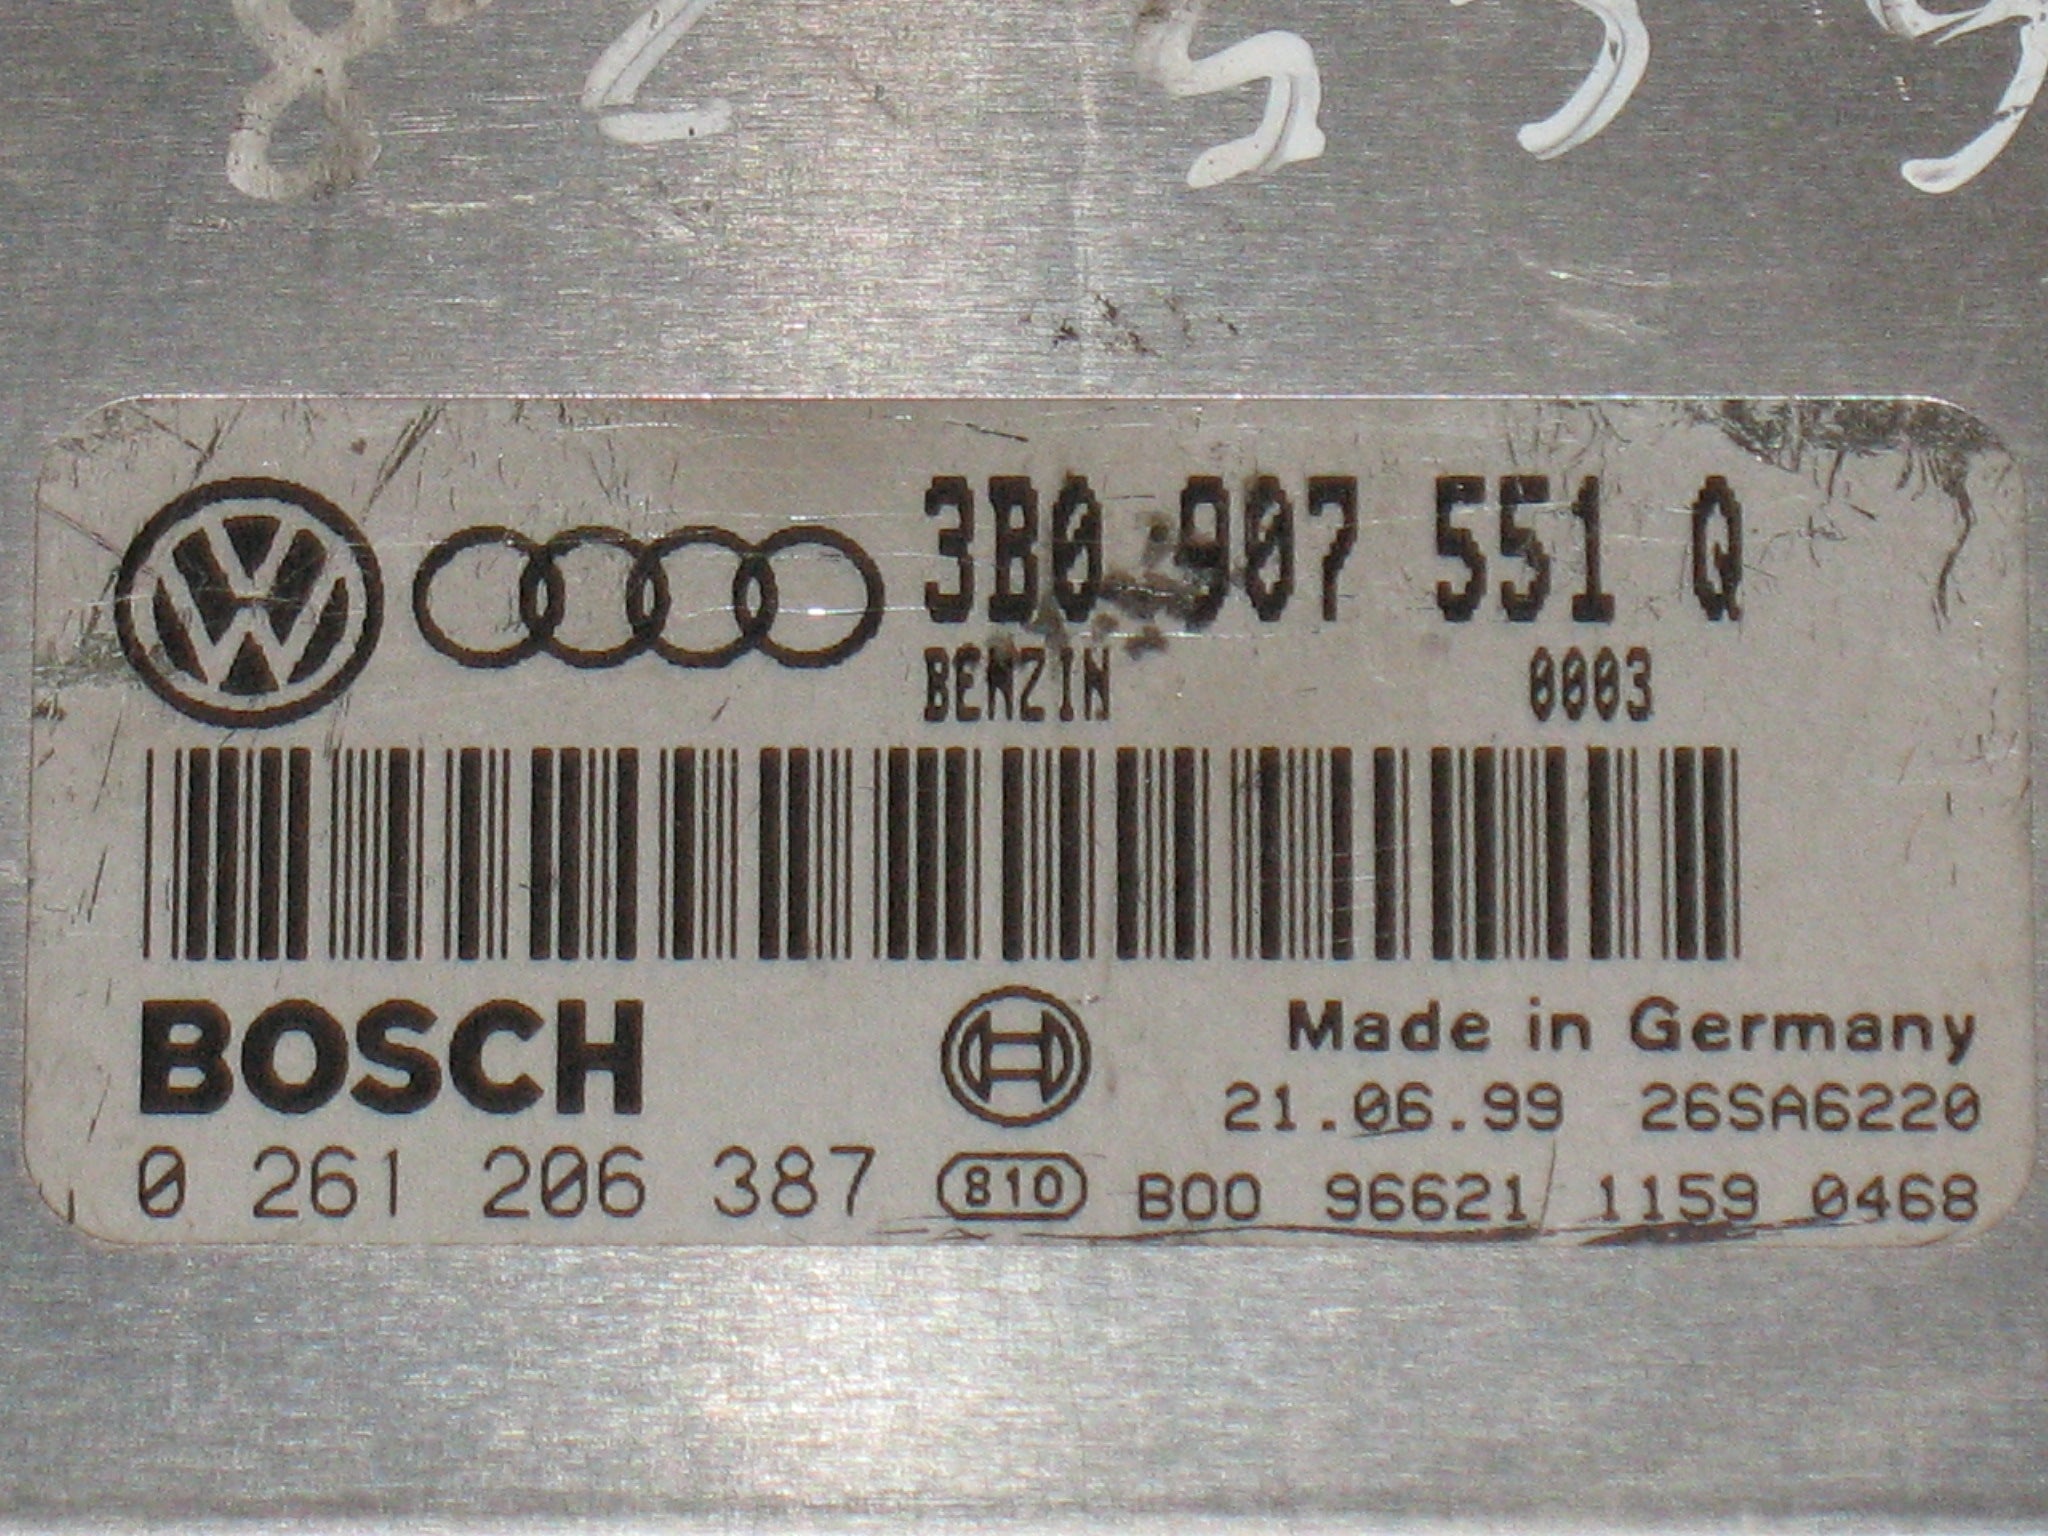 3B0 907 551 Q
BENZIN 0003
BOSCH
Made in Germany
21.06.99 26SA6220
0 261 206 387 810 B00 96621 1159 0468